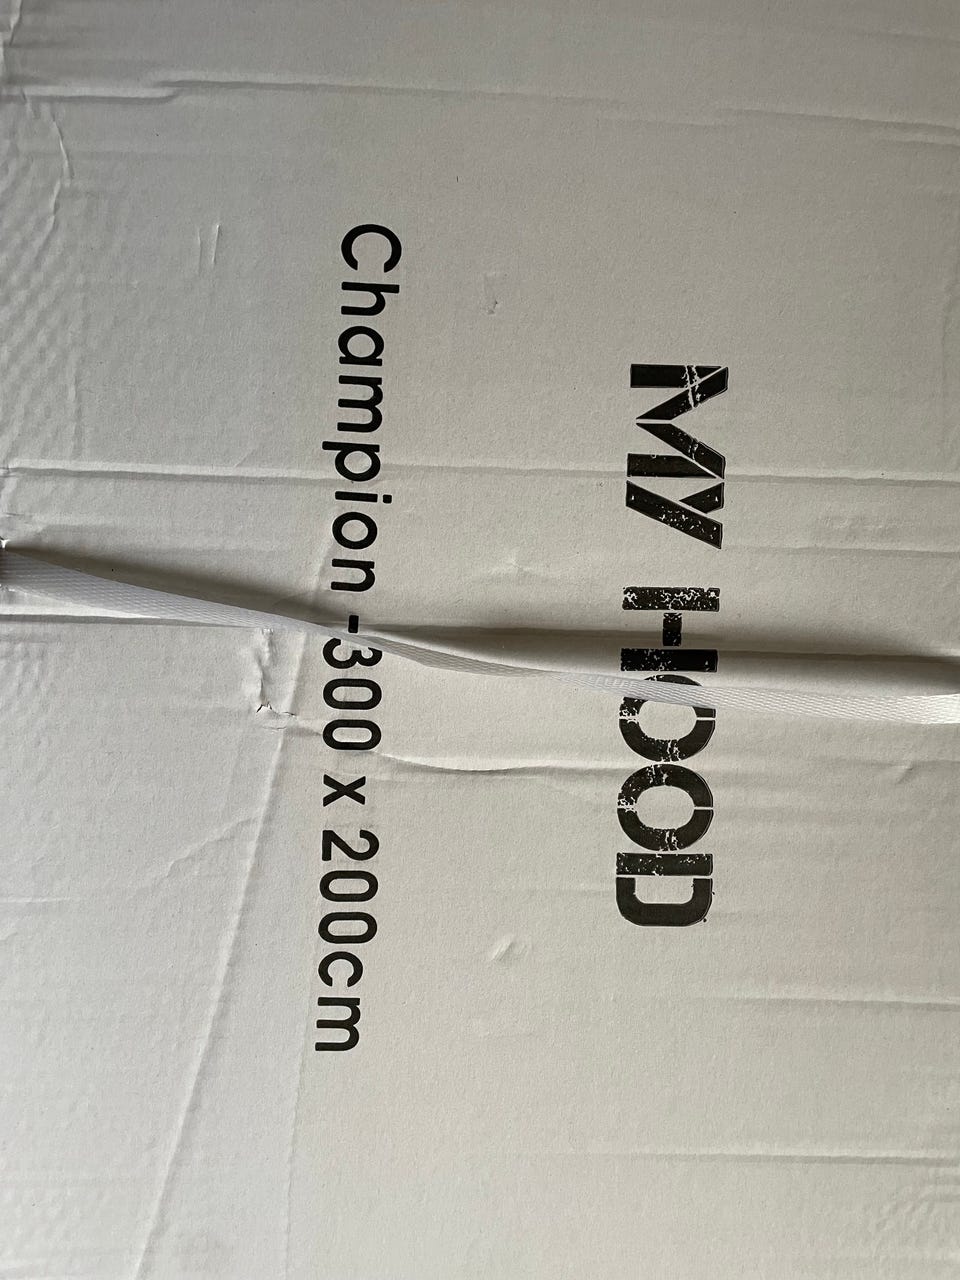 MY HOOD
Champion -300 x 200cm